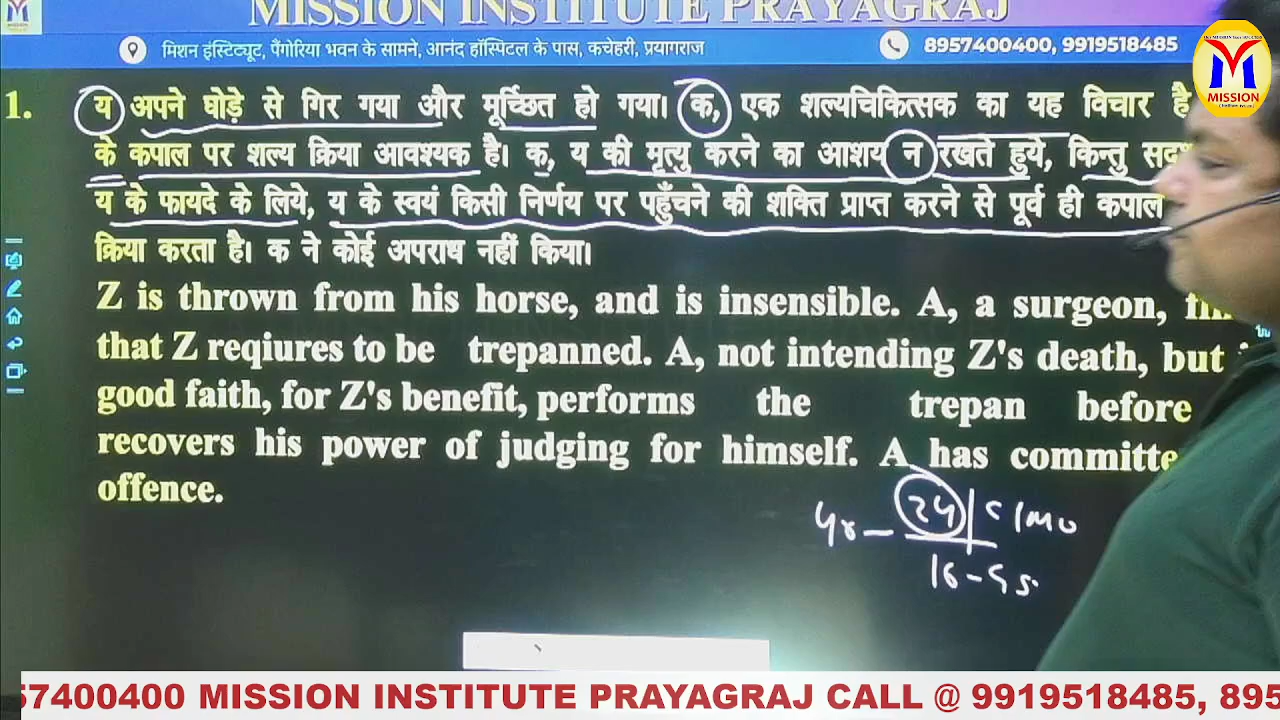 MISSION INSTITUTE PRAYAGRAJ
मिशन इंस्टिट्यूट, पैंगोरिया भवन के सामने, आनंद हॉस्पिटल के पास, कचेहरी, प्रयागराज
8957400400, 9919518485
MISSION
1. य अपने घोड़े से गिर गया और मूर्च्छित हो गया। क, एक शल्यचिकित्सक का यह विचार है
के कपाल पर शल्य क्रिया आवश्यक है। क, य की मृत्यु करने का आशय न रखते हुये, किन्तु
य के फायदे के लिये, य के स्वयं किसी निर्णय पर पहुँचने की शक्ति प्राप्त करने से पूर्व ही कपाल
क्रिया करता है। क ने कोई अपराध नहीं किया।
Z is thrown from his horse, and is insensible. A, a surgeon,
that Z reqiures to be trepanned. A, not intending Z's death, but
good faith, for Z's benefit, performs the trepan before
recovers his power of judging for himself. A has
offence.
57400400 MISSION INSTITUTE PRAYAGRAJ CALL @ 9919518485, 895